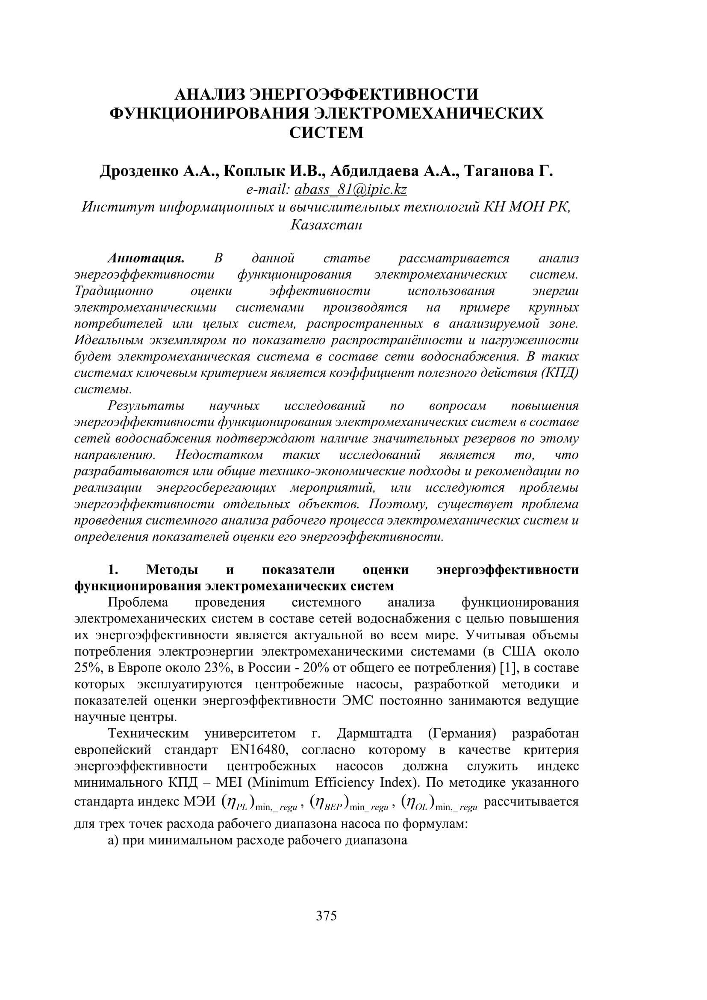 АНАЛИЗ ЭНЕРГОЭФФЕКТИВНОСТИ
ФУНКЦИОНИРОВАНИЯ ЭЛЕКТРОМЕХАНИЧЕСКИХ
СИСТЕМ
Дрозденко А.А., Коплык И.В., Абдилдаева А.А., Таганова Г.
e-mail: abass_81@ipic.kz
Институт информационных и вычислительных технологий КН МОН РК,
Казахстан
Аннотация. В данной статье рассматривается анализ
энергоэффективности функционирования электромеханических систем.
Традиционно оценки эффективности использования энергии
электромеханическими системами производятся на примере крупных
потребителей или целых систем, распространенных в анализируемой зоне.
Идеальным экземпляром по показателю распространённости и нагруженности
будет электромеханическая система в составе сети водоснабжения. В таких
системах ключевым критерием является коэффициент полезного действия (КПД)
системы.
Результаты научных исследований по вопросам повышения
энергоэффективности функционирования электромеханических систем в составе
сетей водоснабжения подтверждают наличие значительных резервов по этому
направлению. Недостатком таких исследований является то, что
разрабатываются или общие технико-экономические подходы и рекомендации по
реализации энергосберегающих мероприятий, или исследуются проблемы
энергоэффективности отдельных объектов. Поэтому, существует проблема
проведения системного анализа рабочего процесса электромеханических систем и
определения показателей оценки его энергоэффективности.
1. Методы и показатели оценки энергоэффективности
функционирования электромеханических систем
Проблема проведения системного анализа функционирования
электромеханических систем в составе сетей водоснабжения с целью повышения
их энергоэффективности является актуальной во всем мире. Учитывая объемы
потребления электроэнергии электромеханическими системами (в США около
25%, в Европе около 23%, в России - 20% от общего ее потребления) [1], в составе
которых эксплуатируются центробежные насосы, разработкой методики и
показателей оценки энергоэффективности ЭМС постоянно занимаются ведущие
научные центры.
Техническим университетом г. Дармштадта (Германия) разработан
европейский стандарт EN16480, согласно которому в качестве критерия
энергоэффективности центробежных насосов должна служить индекс
минимального КПД – MEI (Minimum Efficiency Index). По методике указанного
стандарта индекс МЭИ (η_PL)min,_regu, (η_BEP)min_regu, (η_OL)min,_regu рассчитывается
для трех точек расхода рабочего диапазона насоса по формулам:
а) при минимальном расходе рабочего диапазона
375